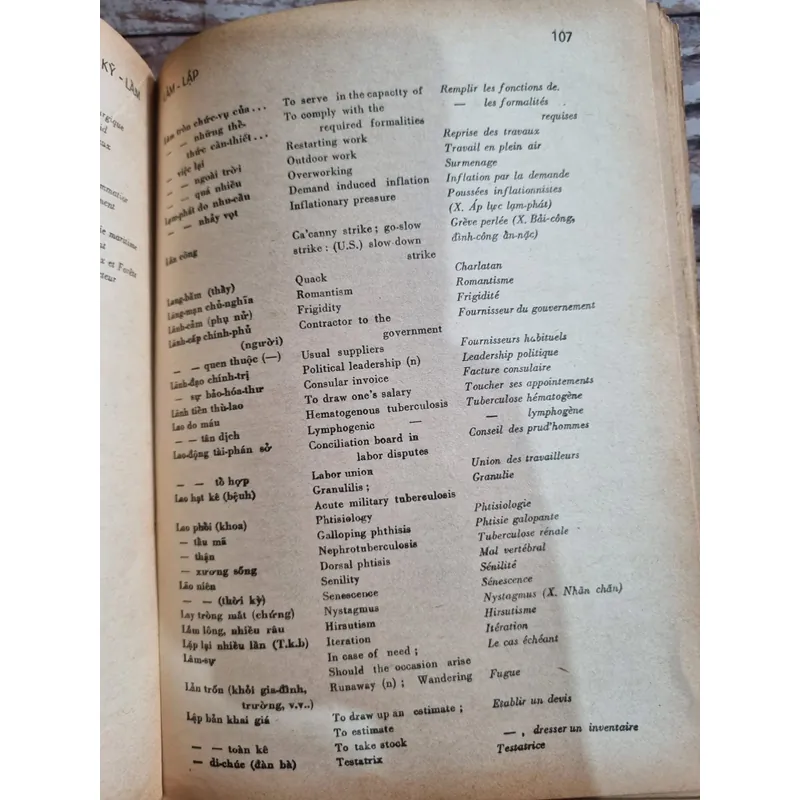 KỸ - LÀM
LÀM - LẬP
107
Làm tròn chức-vụ của... To serve in the capacity of Remplir les fonctions de.
— — những thể- To comply with the — les formalités
thức cần-thiết... required formalities requises
— việc lại Restarting work Reprise des travaux
— — ngoài trời Outdoor work Travail en plein air
— — quá nhiều Overworking Surmenage
Lạm-phát do nhu-cầu Demand induced inflation Inflation par la demande
— — nhảy vọt Inflationary pressure Poussées inflationnistes
(X. Áp lực lạm-phát)
Lãn công Ca'canny strike ; go-slow Grève perlée (X. Bãi-công,
strike : (U.S.) slow down đình-công ằn-nặc)
strike
Lang-băm (thầy) Quack Charlatan
Lãng-mạn chủ-nghĩa Romantism Romantisme
Lãnh-cảm (phụ nữ) Frigidity Frigidité
Lãnh-cấp chính-phủ Contractor to the Fournisseur du gouvernement
(người) government
— — quen thuộc (—) Usual suppliers Fournisseurs habituels
Lãnh-đạo chính-trị Political leadership (n) Leadership politique
— sự bảo-hóa-thư Consular invoice Facture consulaire
Lãnh tiền thù-lao To draw one's salary Toucher ses appointements
Lao do máu Hematogenous tuberculosis Tuberculose hématogène
— — tân dịch Lymphogenic — — lymphogène
Lao-động tài-phán sở Conciliation board in Conseil des prud'hommes
labor disputes
— — tổ hợp Labor union Union des travailleurs
Lao hạt kê (bệnh) Granulilis ; Granulie
Acute military tuberculosis
Lao phổi (khoa) Phtisiology Phtisiologie
— tẩu mã Galloping phthisis Phtisie galopante
— thận Nephrotuberculosis Tuberculose rénale
— xương sống Dorsal phtisis Mal vertébral
Lão niên Senility Sénilité
— — (thời kỳ) Senescence Sénescence
Lay tròng mắt (chứng) Nystagmus Nystagmus (X. Nhãn chấn)
Lắm lông, nhiều râu Hirsutism Hirsutisme
Lặp lại nhiều lần (T.k.b) Iteration Itération
Lâm-sự In case of need ; Le cas échéant
Should the occasion arise
Lẩn trốn (khỏi gia-đình, Runaway (n) ; Wandering Fugue
trường, v.v..)
Lập bản khai giá To draw up an estimate ; Etablir un devis
To estimate
— — toàn kê To take stock — , dresser un inventaire
— di-chúc (đàn bà) Testatrix Testatrice